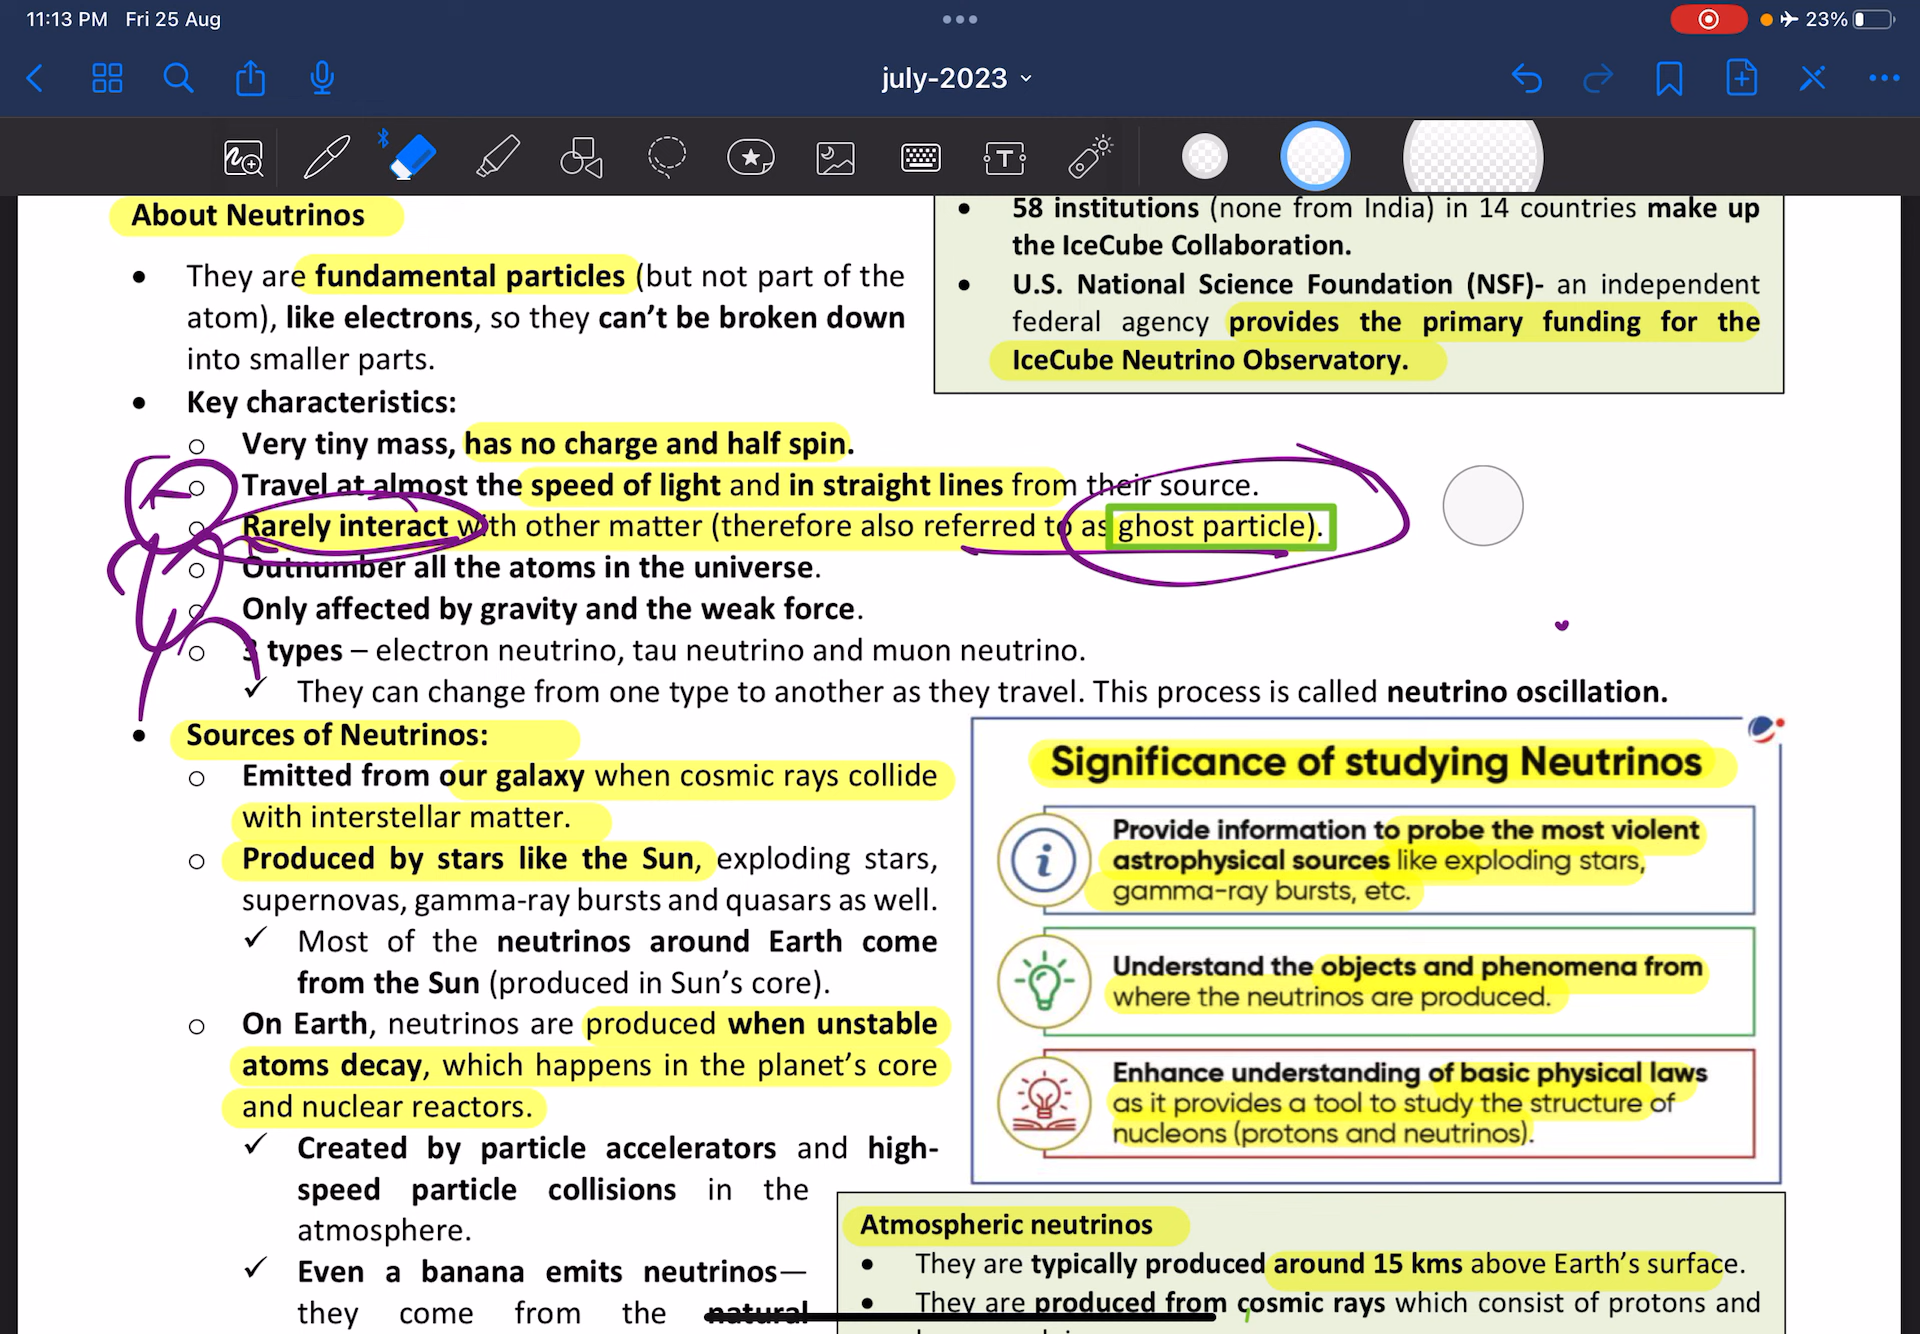 11:13 PM Fri 25 Aug
23%
july-2023
T
About Neutrinos
• They are fundamental particles (but not part of the
atom), like electrons, so they can't be broken down
into smaller parts.
• Key characteristics:
o Very tiny mass, has no charge and half spin.
o Travel at almost the speed of light and in straight lines from their source.
o Rarely interact with other matter (therefore also referred to as ghost particle).
o Outnumber all the atoms in the universe.
o Only affected by gravity and the weak force.
o 3 types – electron neutrino, tau neutrino and muon neutrino.
✓ They can change from one type to another as they travel. This process is called neutrino oscillation.
• Sources of Neutrinos:
o Emitted from our galaxy when cosmic rays collide
with interstellar matter.
o Produced by stars like the Sun, exploding stars,
supernovas, gamma-ray bursts and quasars as well.
✓ Most of the neutrinos around Earth come
from the Sun (produced in Sun's core).
o On Earth, neutrinos are produced when unstable
atoms decay, which happens in the planet's core
and nuclear reactors.
✓ Created by particle accelerators and high-
speed particle collisions in the
atmosphere.
✓ Even a banana emits neutrinos—
they come from the natural
• 58 institutions (none from India) in 14 countries make up
the IceCube Collaboration.
• U.S. National Science Foundation (NSF)- an independent
federal agency provides the primary funding for the
IceCube Neutrino Observatory.
Significance of studying Neutrinos
i
Provide information to probe the most violent
astrophysical sources like exploding stars,
gamma-ray bursts, etc.
Understand the objects and phenomena from
where the neutrinos are produced.
Enhance understanding of basic physical laws
as it provides a tool to study the structure of
nucleons (protons and neutrinos).
Atmospheric neutrinos
• They are typically produced around 15 kms above Earth's surface.
• They are produced from cosmic rays which consist of protons and